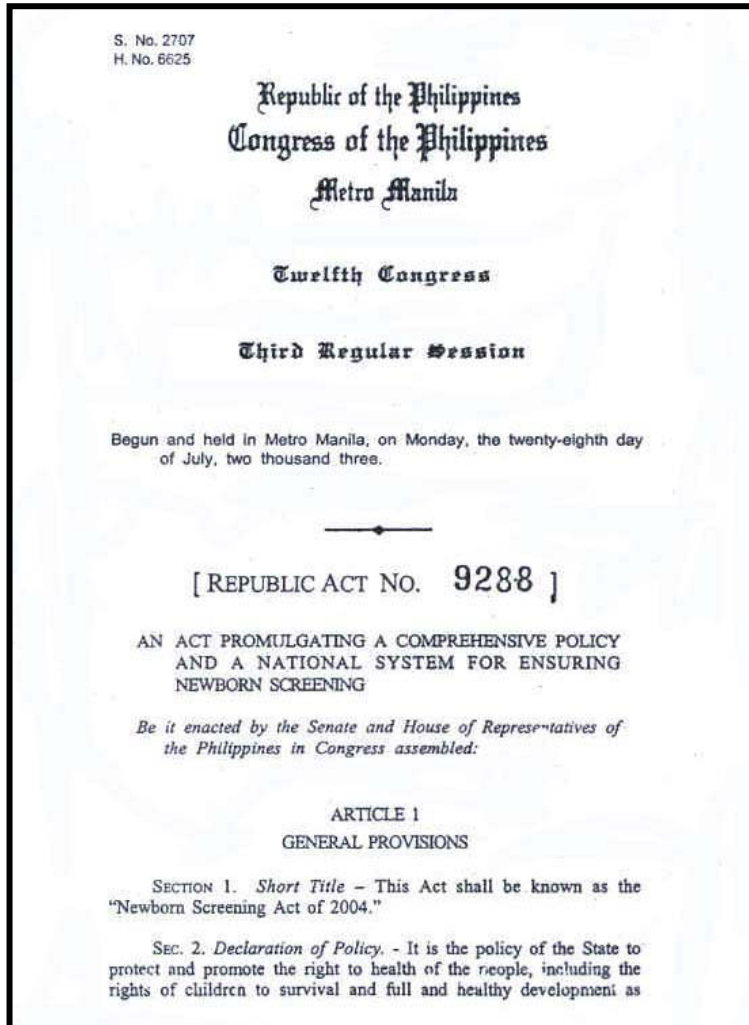 S. No. 2707
H. No. 6625
Republic of the Philippines
Congress of the Philippines
Metro Manila
Twelfth Congress
Third Regular Session
Begun and held in Metro Manila, on Monday, the twenty-eighth day
of July, two thousand three.
[ REPUBLIC ACT NO. 9288 ]
AN ACT PROMULGATING A COMPREHENSIVE POLICY
AND A NATIONAL SYSTEM FOR ENSURING
NEWBORN SCREENING
Be it enacted by the Senate and House of Representatives of
the Philippines in Congress assembled:
ARTICLE 1
GENERAL PROVISIONS
SECTION 1. Short Title – This Act shall be known as the
“Newborn Screening Act of 2004.”
SEC. 2. Declaration of Policy. - It is the policy of the State to
protect and promote the right to health of the people, including the
rights of children to survival and full and healthy development as